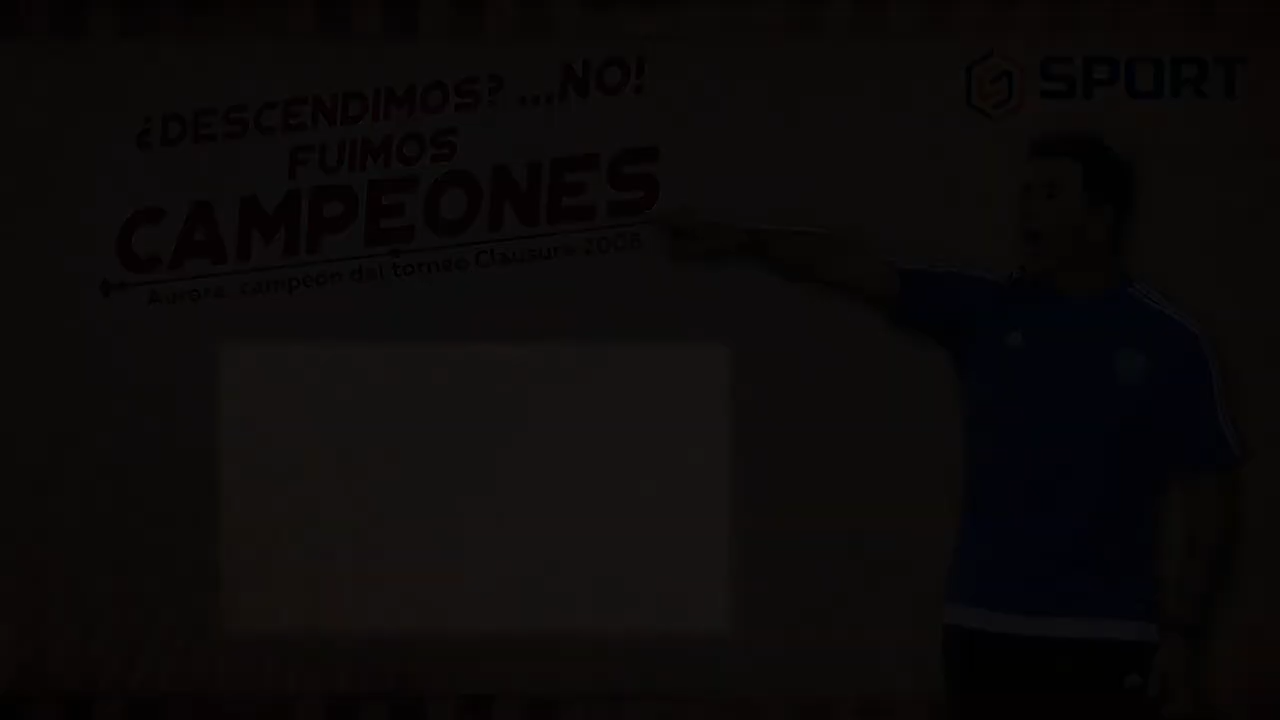 ¿DESCENDIMOS? ...NO!
FUIMOS
CAMPEONES
Aurora, campeón del torneo Clausura 2008
SPORT